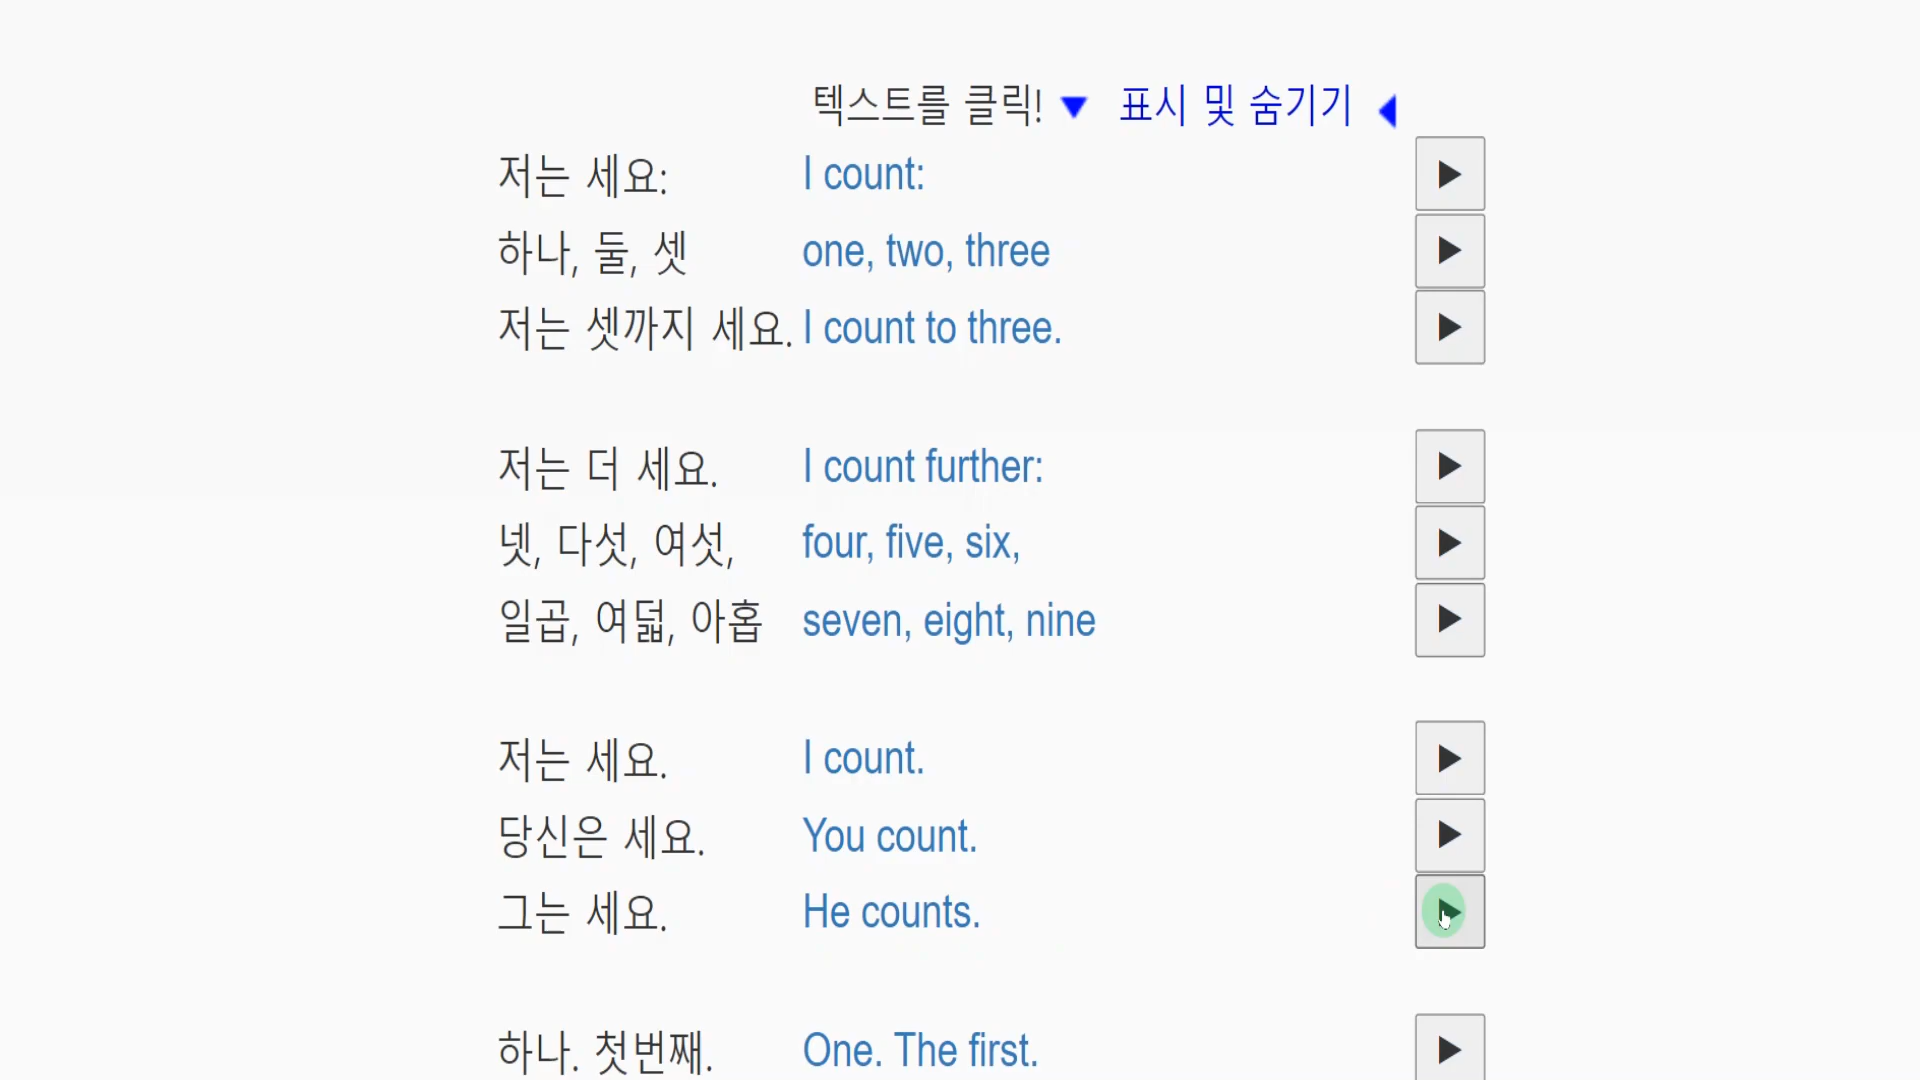 텍스트를 클릭! 표시 및 숨기기
저는 세요: I count:
하나, 둘, 셋 one, two, three
저는 셋까지 세요. I count to three.
저는 더 세요. I count further:
넷, 다섯, 여섯, four, five, six,
일곱, 여덟, 아홉 seven, eight, nine
저는 세요. I count.
당신은 세요. You count.
그는 세요. He counts.
하나. 첫번째. One. The first.